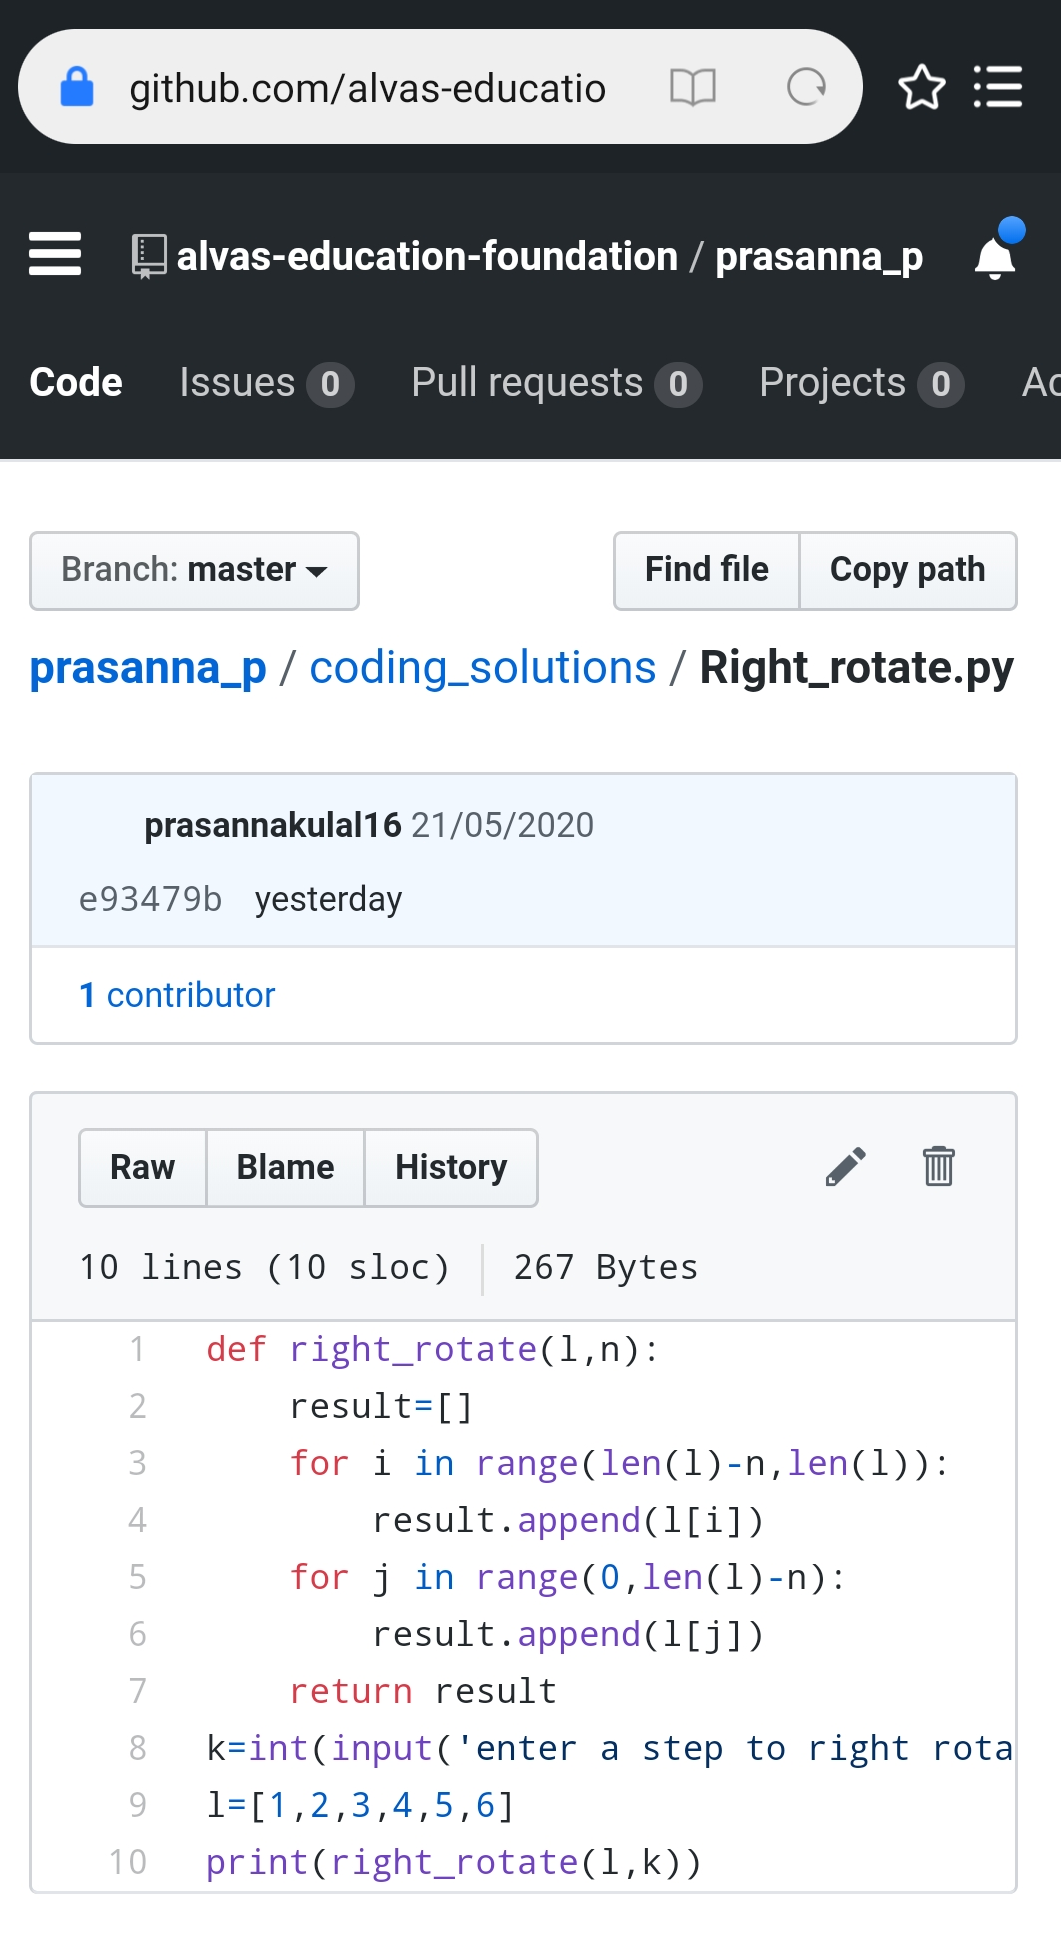 github.com/alvas-educatio
alvas-education-foundation / prasanna_p
Code Issues 0 Pull requests 0 Projects 0 Ac
Branch: master Find file Copy path
prasanna_p / coding_solutions / Right_rotate.py
prasannakulal16 21/05/2020
e93479b yesterday
1 contributor
Raw Blame History
10 lines (10 sloc) 267 Bytes
1 def right_rotate(l,n):
2     result=[]
3     for i in range(len(l)-n,len(l)):
4         result.append(l[i])
5     for j in range(0,len(l)-n):
6         result.append(l[j])
7     return result
8 k=int(input('enter a step to right rota
9 l=[1,2,3,4,5,6]
10 print(right_rotate(l,k))